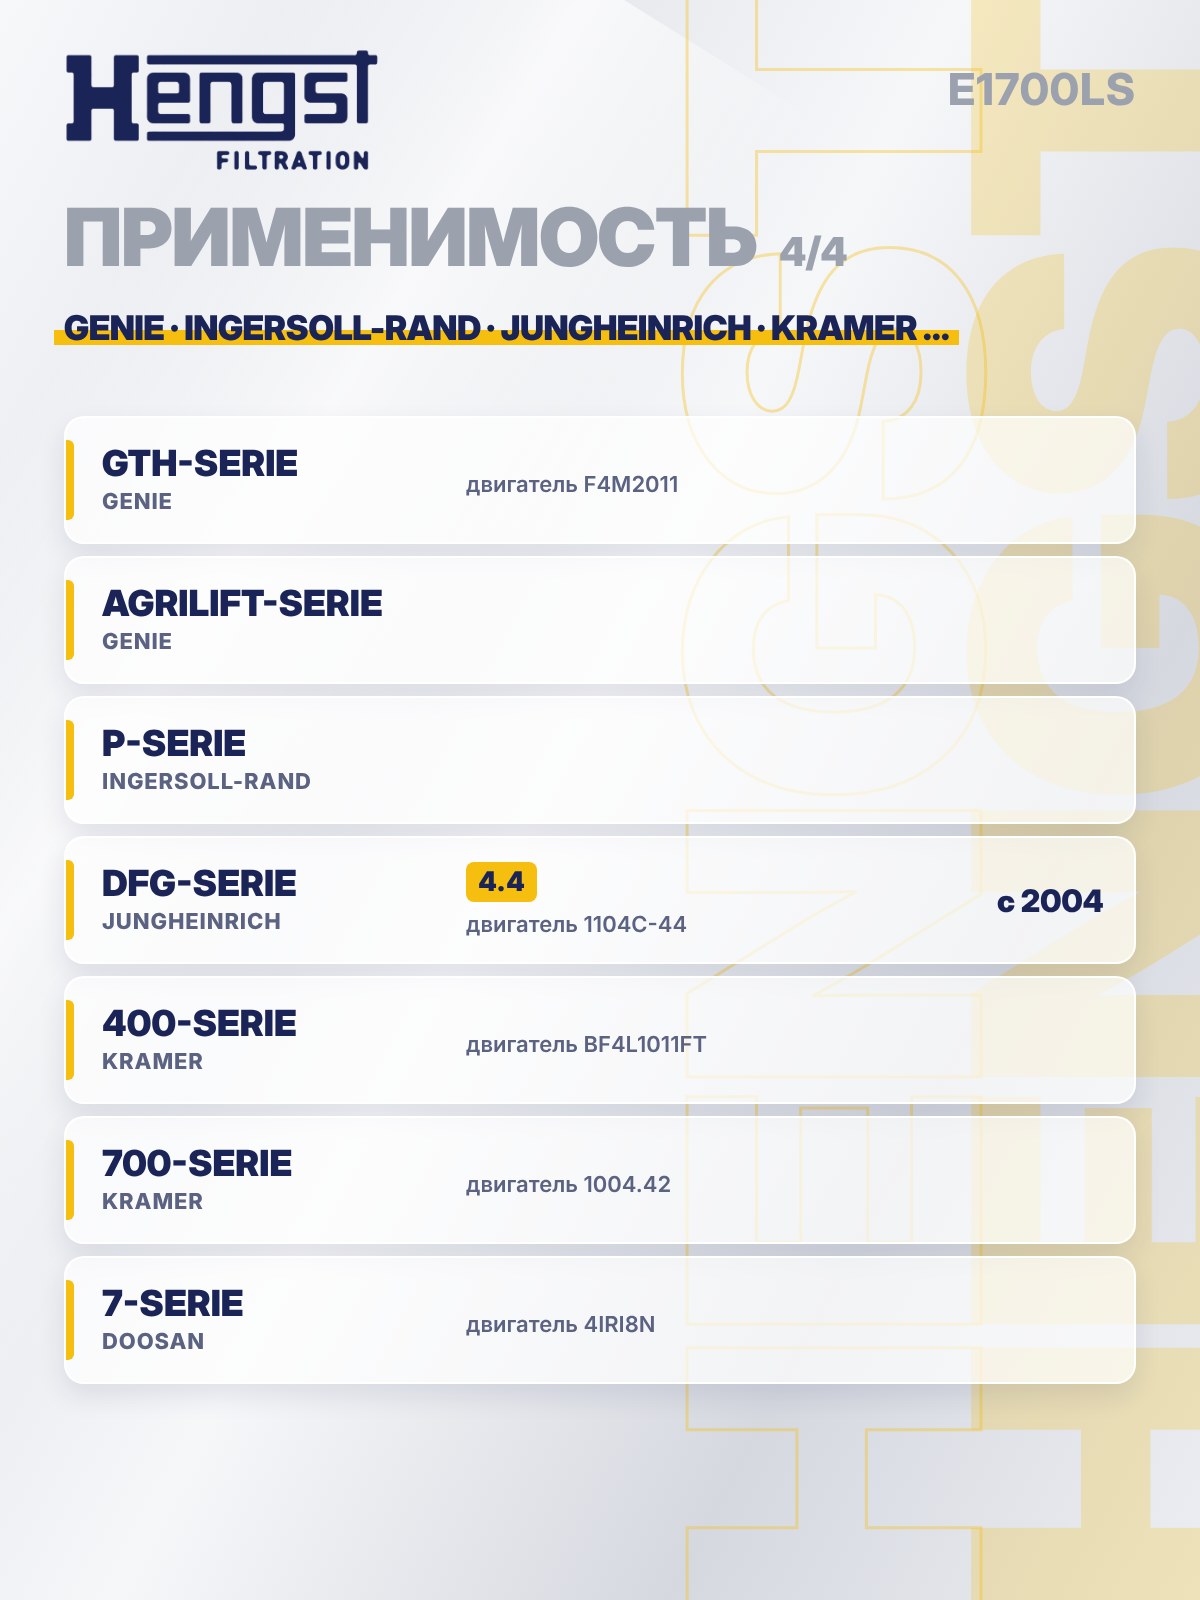 Hengst
FILTRATION
E1700LS
ПРИМЕНИМОСТЬ 4/4
GENIE · INGERSOLL-RAND · JUNGHEINRICH · KRAMER ...
GTH-SERIE
GENIE
двигатель F4M2011
AGRILIFT-SERIE
GENIE
P-SERIE
INGERSOLL-RAND
DFG-SERIE
JUNGHEINRICH
4.4
двигатель 1104C-44
с 2004
400-SERIE
KRAMER
двигатель BF4L1011FT
700-SERIE
KRAMER
двигатель 1004.42
7-SERIE
DOOSAN
двигатель 4IRI8N
HENGST
HENGST